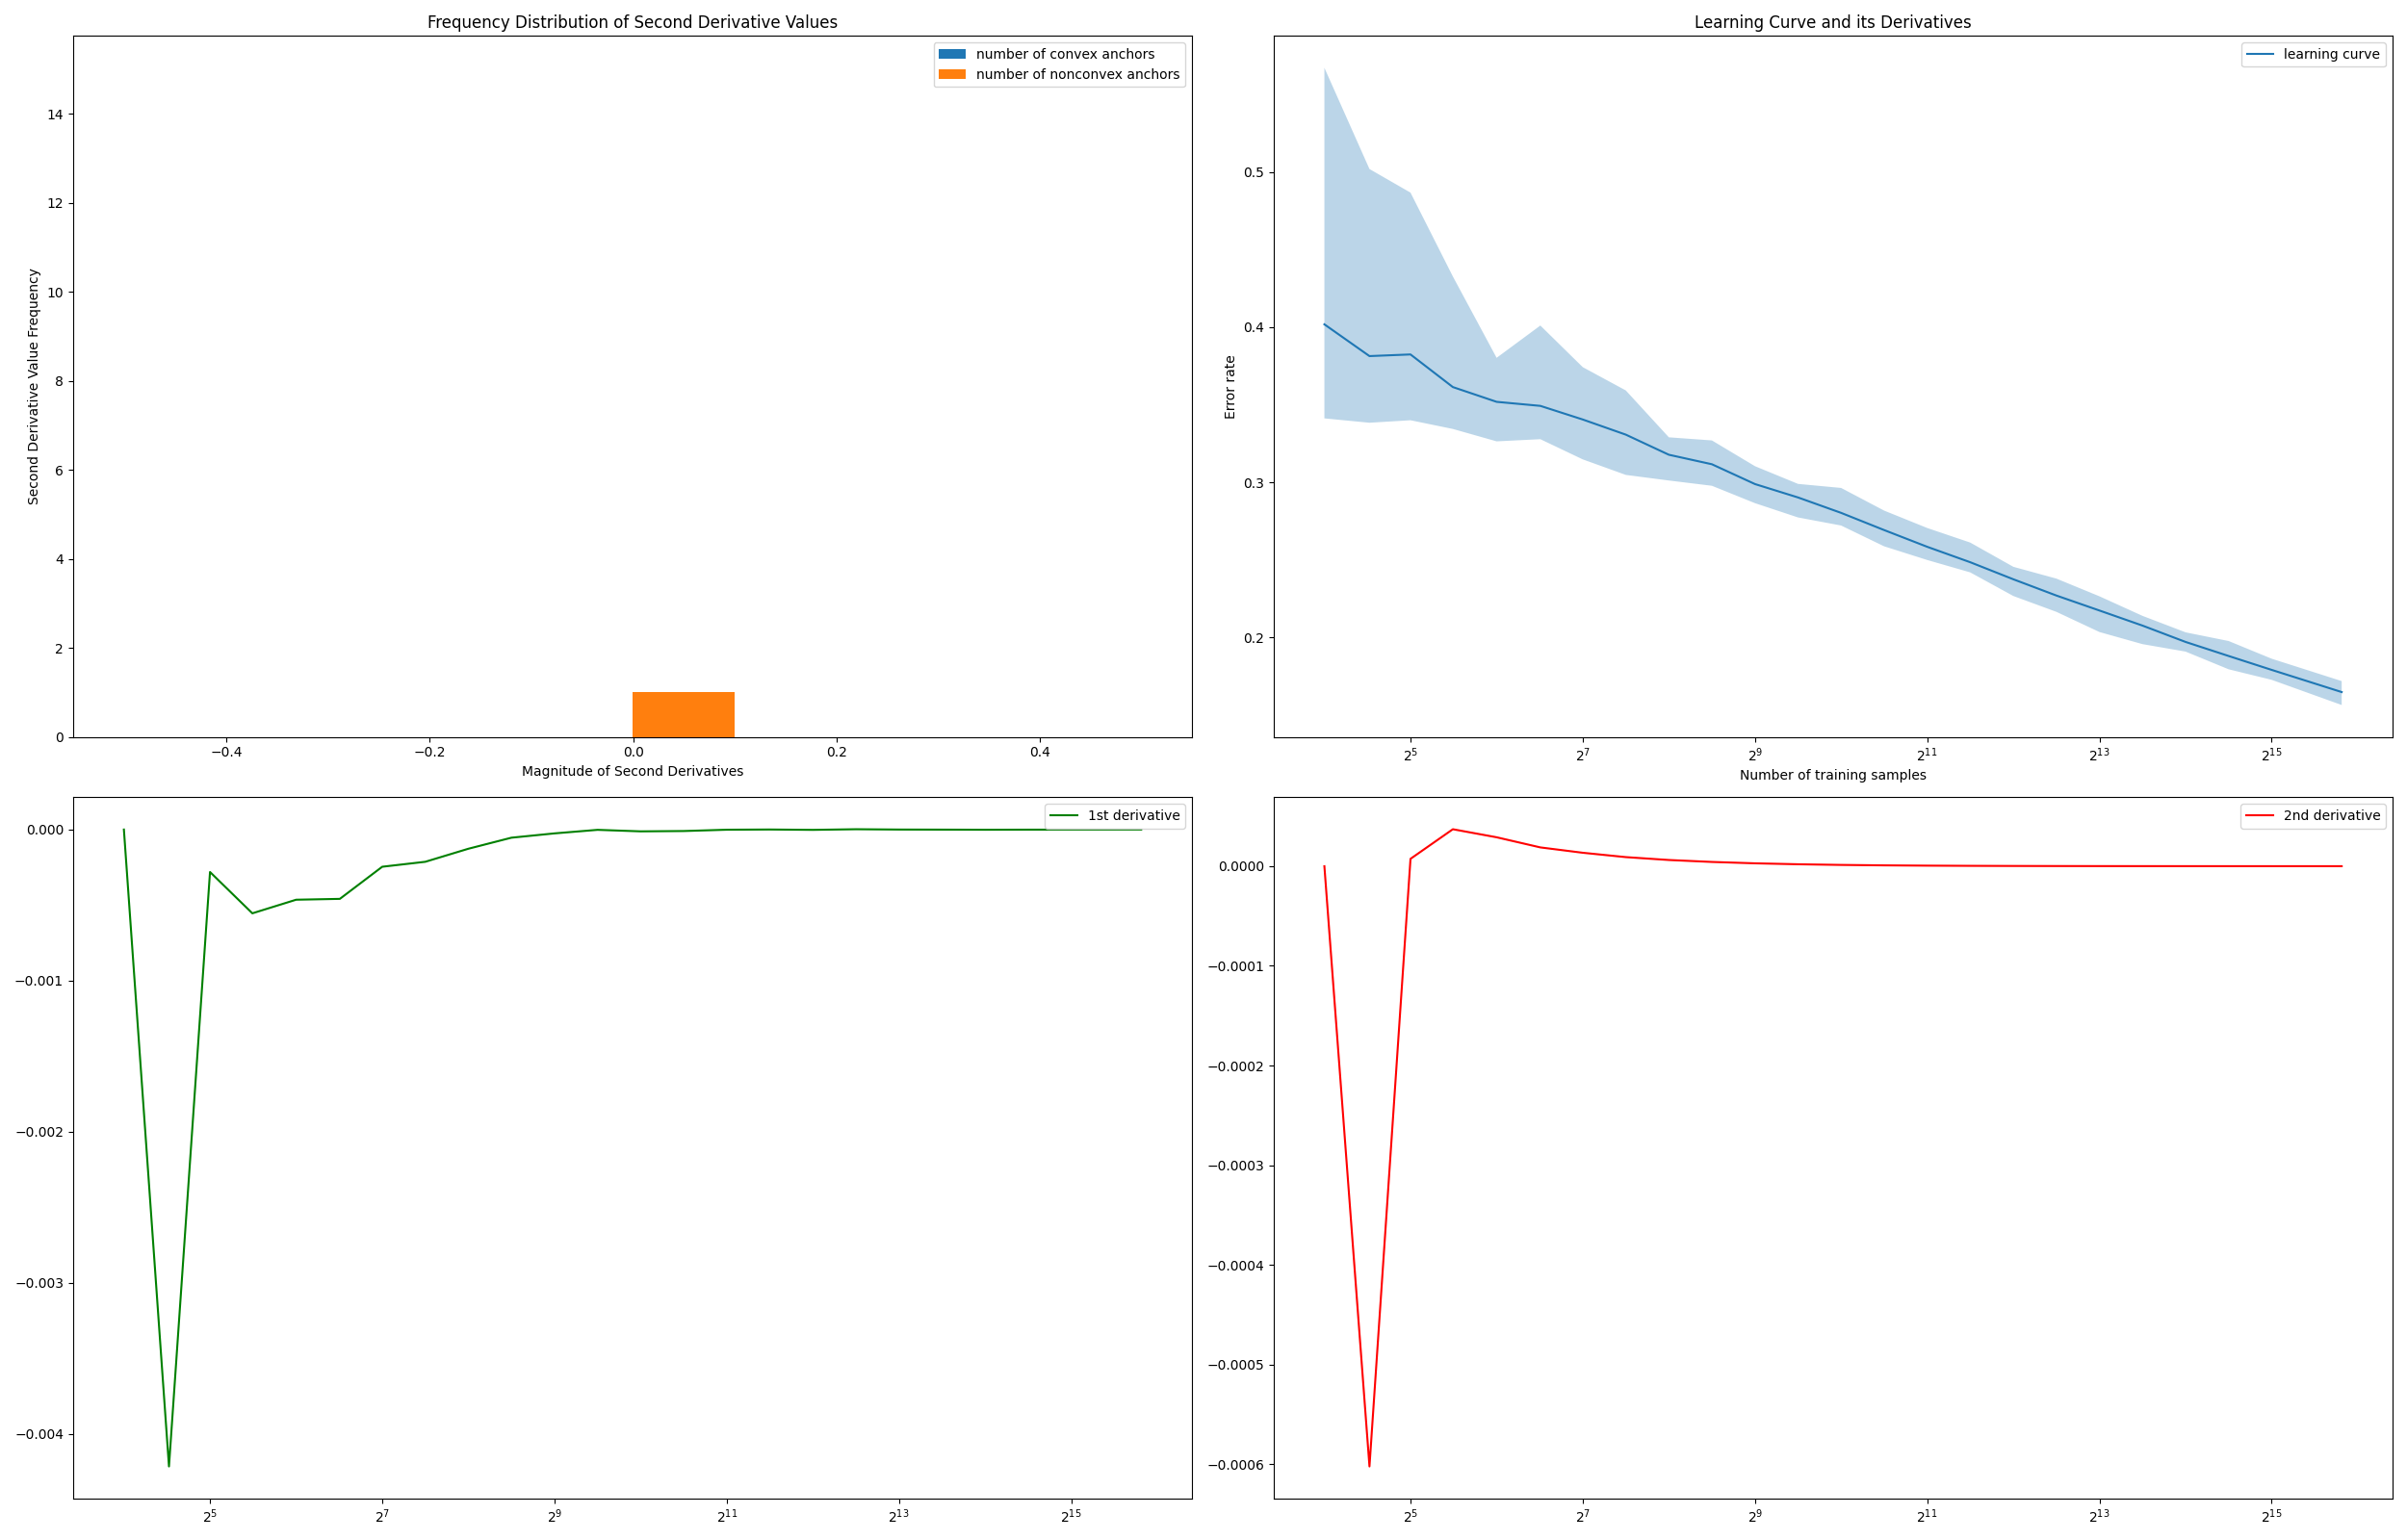 Frequency Distribution of Second Derivative Values
number of convex anchors
number of nonconvex anchors
14
12
10
8
6
4
2
0
Second Derivative Value Frequency
−0.4 −0.2 0.0 0.2 0.4
Magnitude of Second Derivatives
Learning Curve and its Derivatives
learning curve
0.5
0.4
0.3
0.2
Error rate
2^5 2^7 2^9 2^11 2^13 2^15
Number of training samples
1st derivative
0.000
−0.001
−0.002
−0.003
−0.004
2^5 2^7 2^9 2^11 2^13 2^15
2nd derivative
0.0000
−0.0001
−0.0002
−0.0003
−0.0004
−0.0005
−0.0006
2^5 2^7 2^9 2^11 2^13 2^15